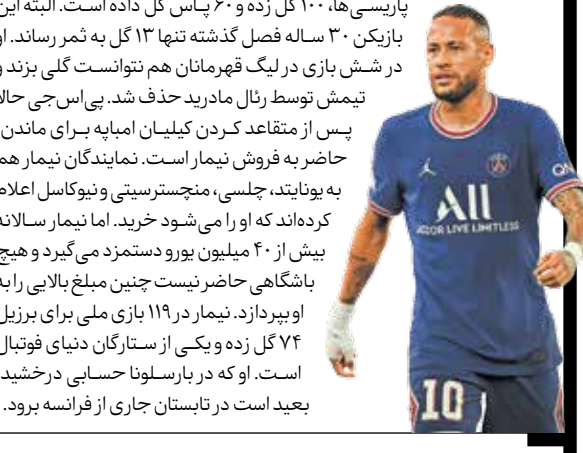 پاریسی‌ها، ۱۰۰ گل زده و ۶۰ پاس گل داده است. البته این
بازیکن ۳۰ ساله فصل گذشته تنها ۱۳ گل به ثمر رساند. او
در شش بازی در لیگ قهرمانان هم نتوانست گلی بزند و
تیمش توسط رئال مادرید حذف شد. پی‌اس‌جی حالا
پس از متقاعد کردن کیلیان امباپه برای ماندن،
حاضر به فروش نیمار است. نمایندگان نیمار هم
به یونایتد، چلسی، منچسترسیتی و نیوکاسل اعلام
کرده‌اند که او را می‌شود خرید. اما نیمار سالانه
بیش از ۴۰ میلیون یورو دستمزد می‌گیرد و هیچ
باشگاهی حاضر نیست چنین مبلغ بالایی را به
او بپردازد. نیمار در ۱۱۹ بازی ملی برای برزیل
۷۴ گل زده و یکی از ستارگان دنیای فوتبال
است. او که در بارسلونا حسابی درخشید،
بعید است در تابستان جاری از فرانسه برود.
QN
ALL
ACCOR LIVE LIMITLESS
10